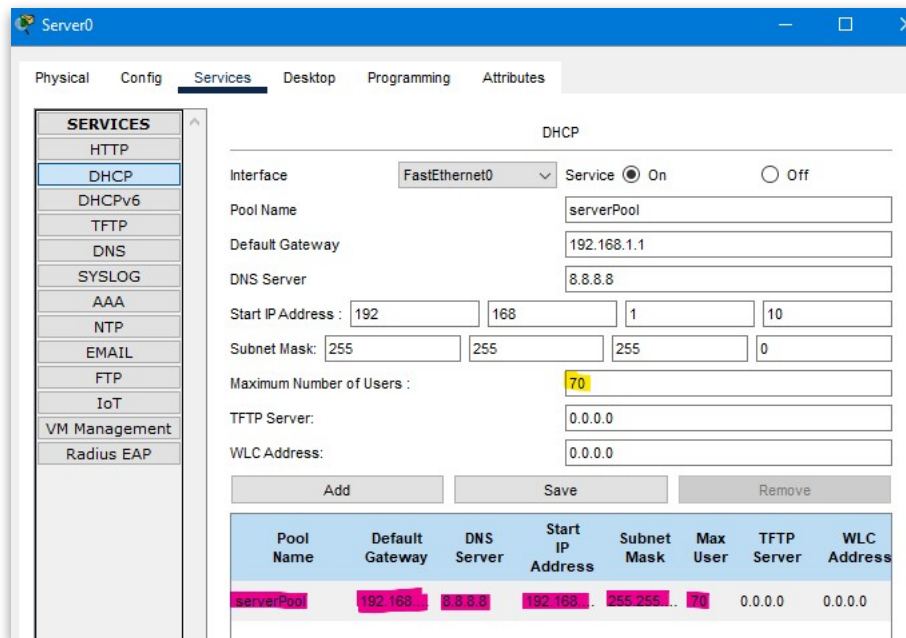 Server0
Physical Config Services Desktop Programming Attributes
SERVICES
HTTP
DHCP
DHCPv6
TFTP
DNS
SYSLOG
AAA
NTP
EMAIL
FTP
IoT
VM Management
Radius EAP
DHCP
Interface FastEthernet0 Service On Off
Pool Name serverPool
Default Gateway 192.168.1.1
DNS Server 8.8.8.8
Start IP Address : 192 168 1 10
Subnet Mask: 255 255 255 0
Maximum Number of Users : 70
TFTP Server: 0.0.0.0
WLC Address: 0.0.0.0
Add Save Remove
Pool Name Default Gateway DNS Server Start IP Address Subnet Mask Max User TFTP Server WLC Address
serverPool 192.168.... 8.8.8.8 192.168.... 255.255.... 70 0.0.0.0 0.0.0.0